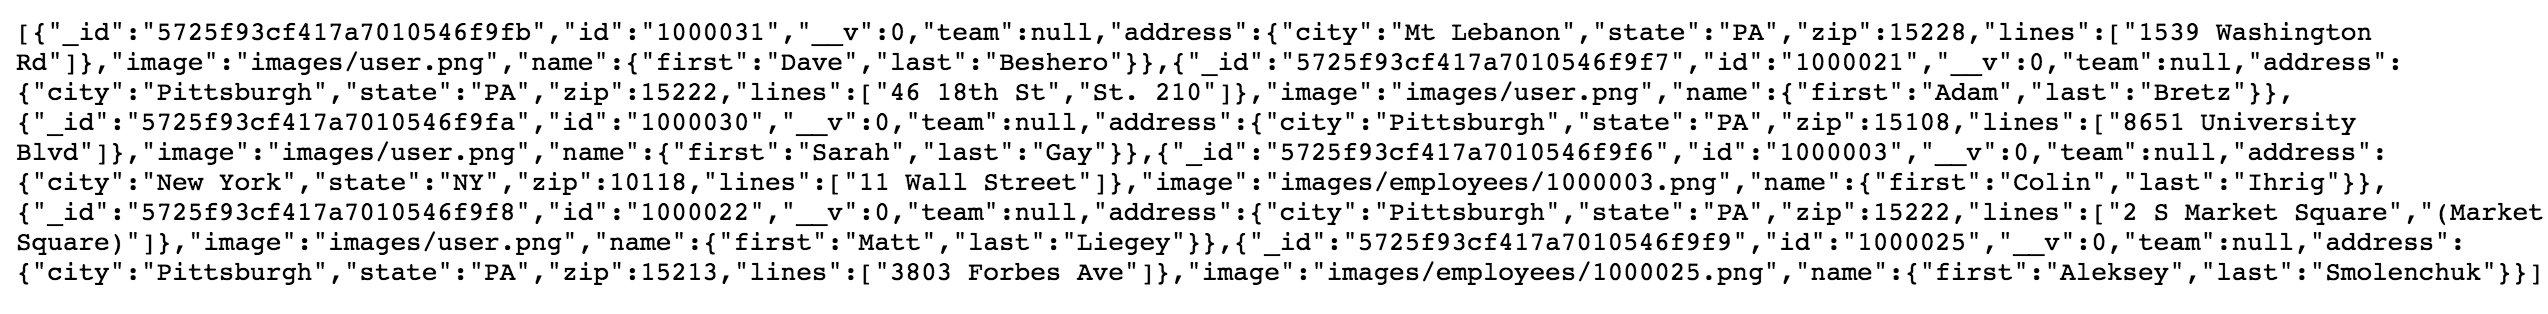 [{"_id":"5725f93cf417a7010546f9fb","id":"1000031","__v":0,"team":null,"address":{"city":"Mt Lebanon","state":"PA","zip":15228,"lines":["1539 Washington
Rd"]},"image":"images/user.png","name":{"first":"Dave","last":"Beshero"}},{"_id":"5725f93cf417a7010546f9f7","id":"1000021","__v":0,"team":null,"address":
{"city":"Pittsburgh","state":"PA","zip":15222,"lines":["46 18th St","St. 210"]},"image":"images/user.png","name":{"first":"Adam","last":"Bretz"}},
{"_id":"5725f93cf417a7010546f9fa","id":"1000030","__v":0,"team":null,"address":{"city":"Pittsburgh","state":"PA","zip":15108,"lines":["8651 University
Blvd"]},"image":"images/user.png","name":{"first":"Sarah","last":"Gay"}},{"_id":"5725f93cf417a7010546f9f6","id":"1000003","__v":0,"team":null,"address":
{"city":"New York","state":"NY","zip":10118,"lines":["11 Wall Street"]},"image":"images/employees/1000003.png","name":{"first":"Colin","last":"Ihrig"}},
{"_id":"5725f93cf417a7010546f9f8","id":"1000022","__v":0,"team":null,"address":{"city":"Pittsburgh","state":"PA","zip":15222,"lines":["2 S Market Square","(Market
Square)"]},"image":"images/user.png","name":{"first":"Matt","last":"Liegey"}},{"_id":"5725f93cf417a7010546f9f9","id":"1000025","__v":0,"team":null,"address":
{"city":"Pittsburgh","state":"PA","zip":15213,"lines":["3803 Forbes Ave"]},"image":"images/employees/1000025.png","name":{"first":"Aleksey","last":"Smolenchuk"}}]